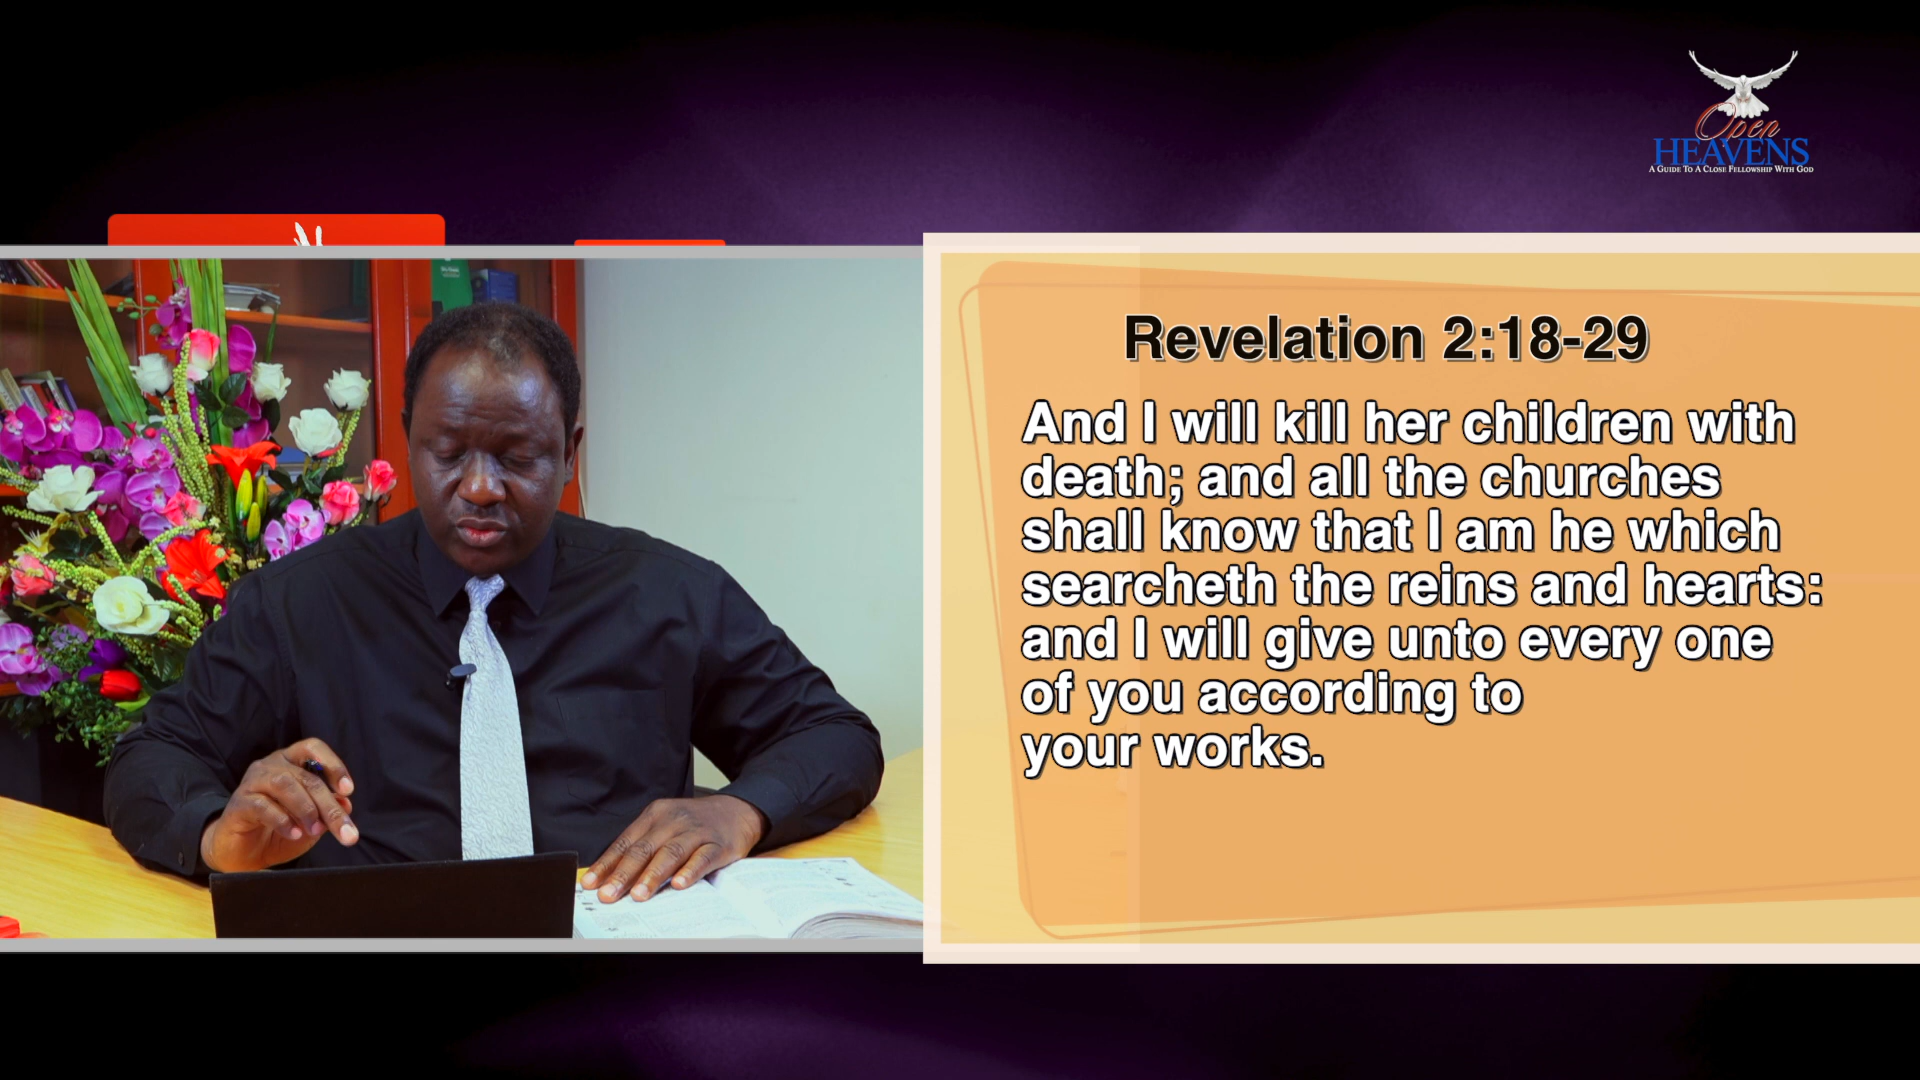 Open
HEAVENS
A GUIDE TO A CLOSE FELLOWSHIP WITH GOD
Revelation 2:18-29
And I will kill her children with
death; and all the churches
shall know that I am he which
searcheth the reins and hearts:
and I will give unto every one
of you according to
your works.